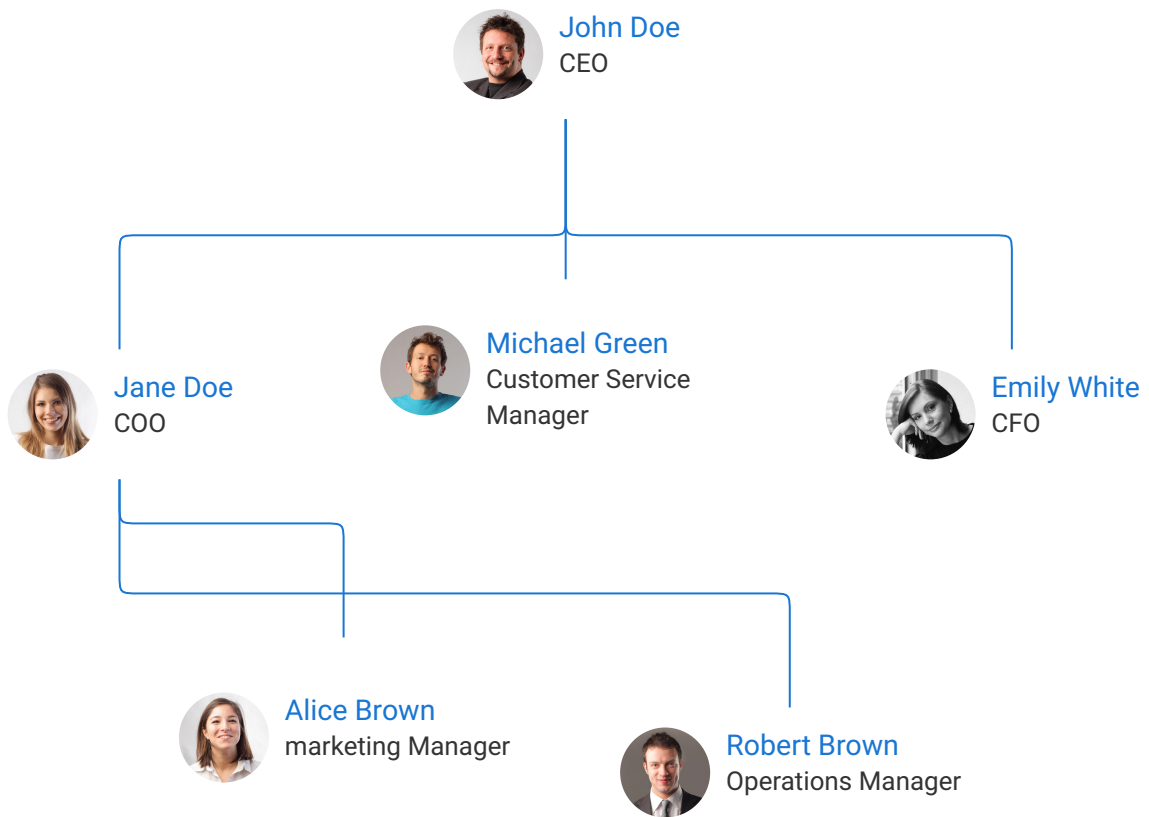 John Doe
CEO
Michael Green
Customer Service
Manager
Jane Doe
COO
Emily White
CFO
Alice Brown
marketing Manager
Robert Brown
Operations Manager